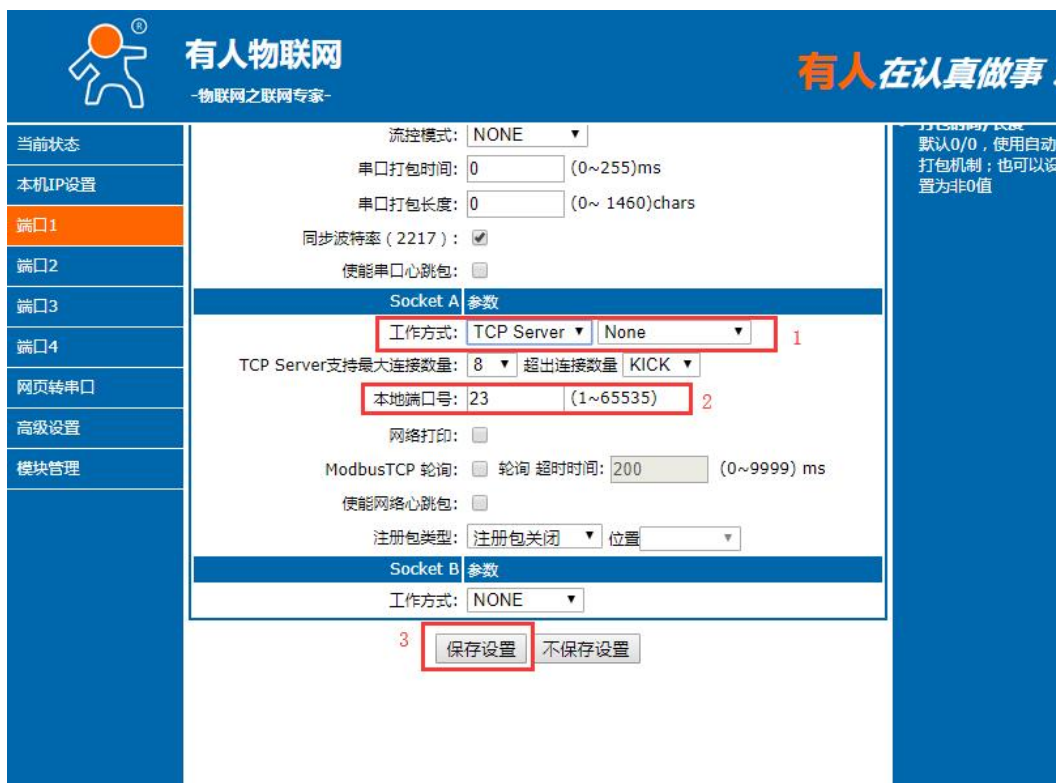 ®
有人物联网
-物联网之联网专家-
有人在认真做事
当前状态
本机IP设置
端口1
端口2
端口3
端口4
网页转串口
高级设置
模块管理
流控模式: NONE
串口打包时间: 0 (0~255)ms
串口打包长度: 0 (0~ 1460)chars
同步波特率 ( 2217 ) :
使能串口心跳包:
Socket A 参数
工作方式: TCP Server None 1
TCP Server支持最大连接数量: 8 超出连接数量 KICK
本地端口号: 23 (1~65535) 2
网络打印:
ModbusTCP 轮询: 轮询 超时时间: 200 (0~9999) ms
使能网络心跳包:
注册包类型: 注册包关闭 位置
Socket B 参数
工作方式: NONE
3 保存设置 不保存设置
打包时间/长度
默认0/0，使用自动
打包机制；也可以设
置为非0值